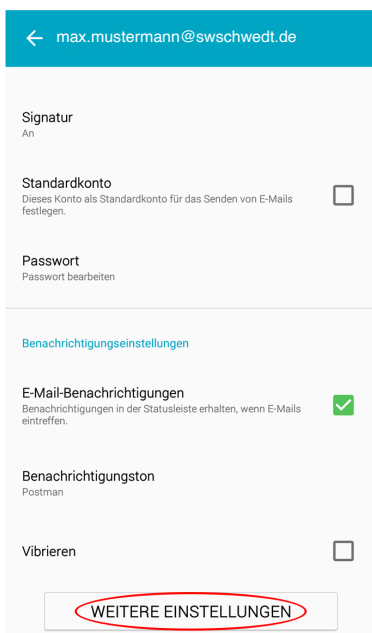 max.mustermann@swschwedt.de
Signatur
An
Standardkonto
Dieses Konto als Standardkonto für das Senden von E-Mails
festlegen.
Passwort
Passwort bearbeiten
Benachrichtigungseinstellungen
E-Mail-Benachrichtigungen
Benachrichtigungen in der Statusleiste erhalten, wenn E-Mails
eintreffen.
Benachrichtigungston
Postman
Vibrieren
WEITERE EINSTELLUNGEN